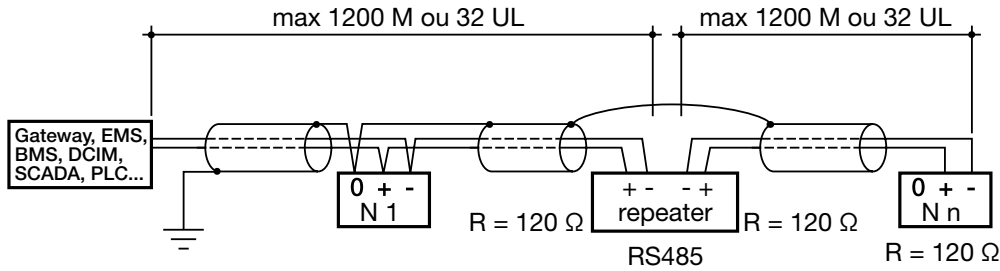 max 1200 M ou 32 UL
max 1200 M ou 32 UL
Gateway, EMS,
BMS, DCIM,
SCADA, PLC...
0 + -
N 1
+ - - +
repeater
RS485
R = 120 Ω
R = 120 Ω
0 + -
N n
R = 120 Ω